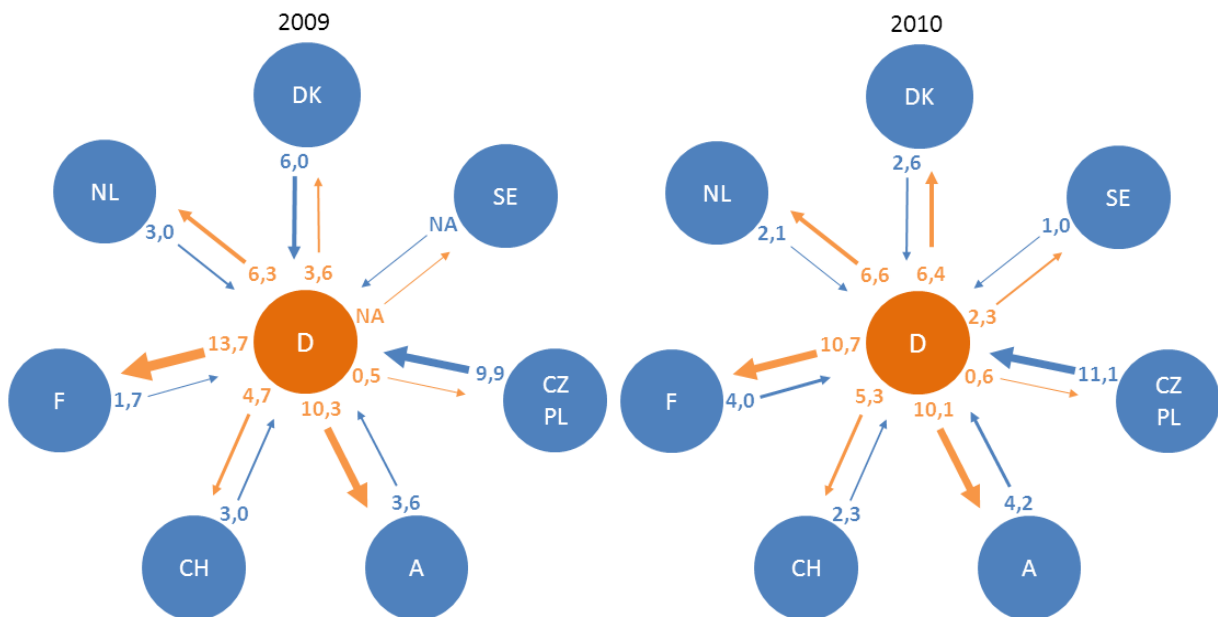 2009
DK
6,0
3,6
NL
3,0
6,3
SE
NA
NA
D
13,7
F
1,7
0,5
9,9
CZ
PL
4,7
10,3
CH
3,0
3,6
A
2010
DK
2,6
6,4
NL
2,1
6,6
SE
1,0
2,3
D
10,7
F
4,0
0,6
11,1
CZ
PL
5,3
10,1
CH
2,3
4,2
A